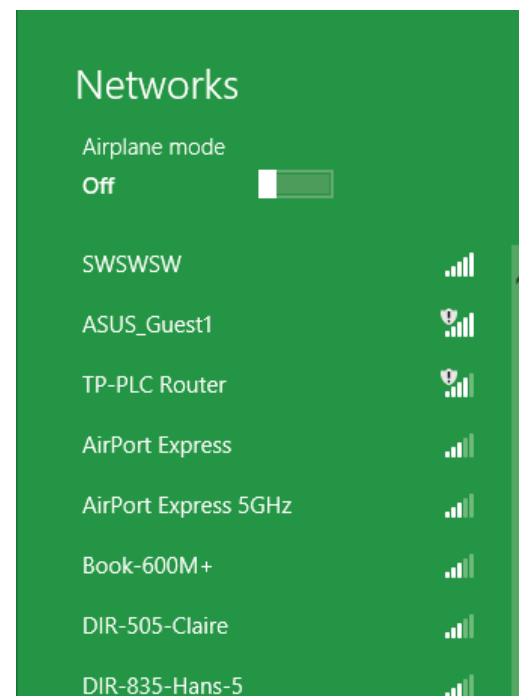 Networks
Airplane mode
Off
SWSWSW
ASUS_Guest1
TP-PLC Router
AirPort Express
AirPort Express 5GHz
Book-600M+
DIR-505-Claire
DIR-835-Hans-5